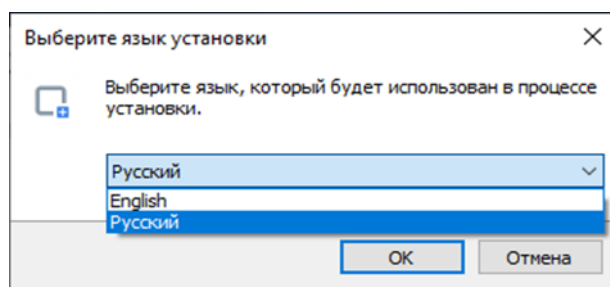 Выберите язык установки
Выберите язык, который будет использован в процессе
установки.
Русский
English
Русский
OK
Отмена